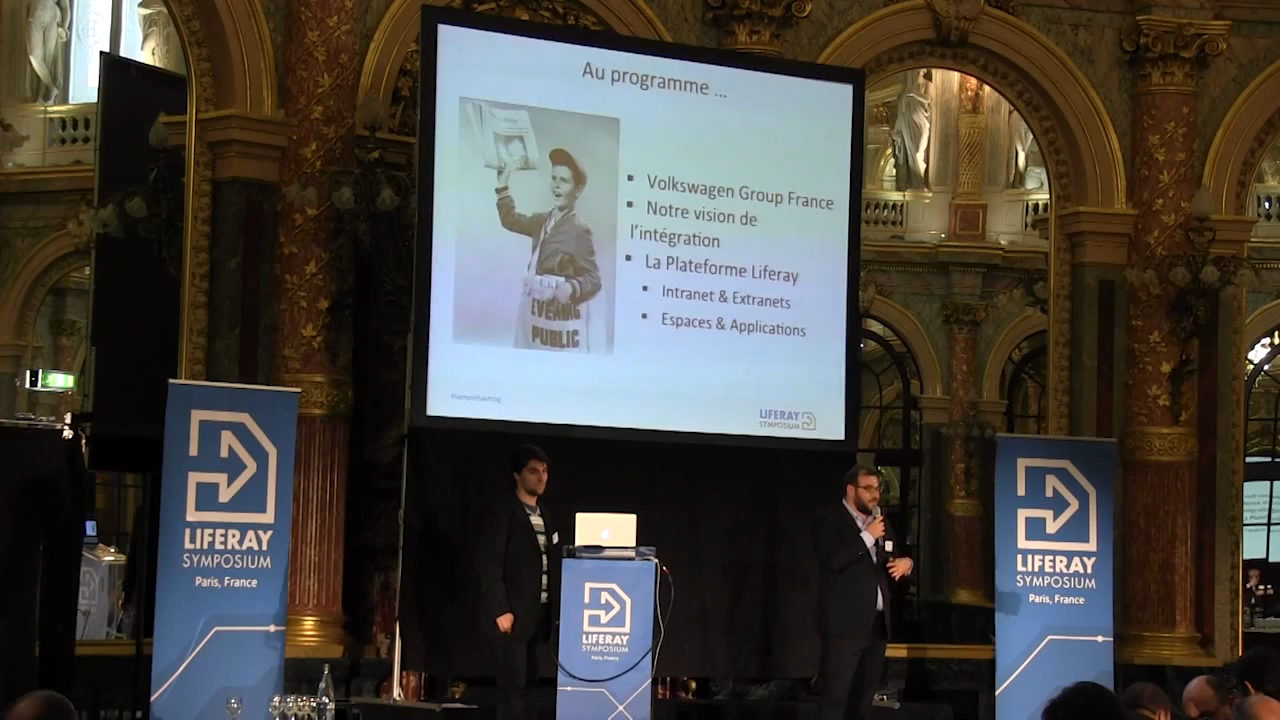 Au programme ...
Volkswagen Group France
Notre vision de
l'intégration
La Plateforme Liferay
Intranet & Extranets
Espaces & Applications
EVENING
PUBLIC
LIFERAY
SYMPOSIUM
LIFERAY
SYMPOSIUM
Paris, France
LIFERAY
SYMPOSIUM
Paris, France
LIFERAY
SYMPOSIUM
Paris, France